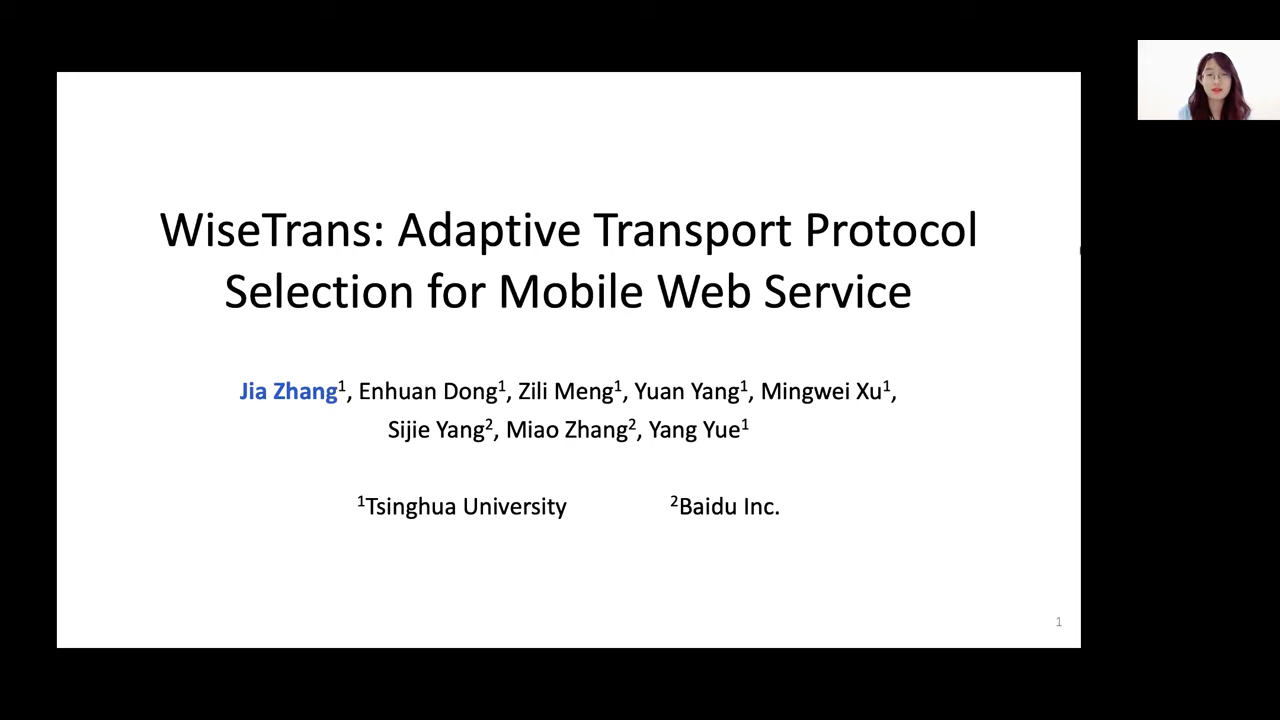 WiseTrans: Adaptive Transport Protocol
Selection for Mobile Web Service
Jia Zhang¹, Enhuan Dong¹, Zili Meng¹, Yuan Yang¹, Mingwei Xu¹,
Sijie Yang², Miao Zhang², Yang Yue¹
¹Tsinghua University ²Baidu Inc.
1